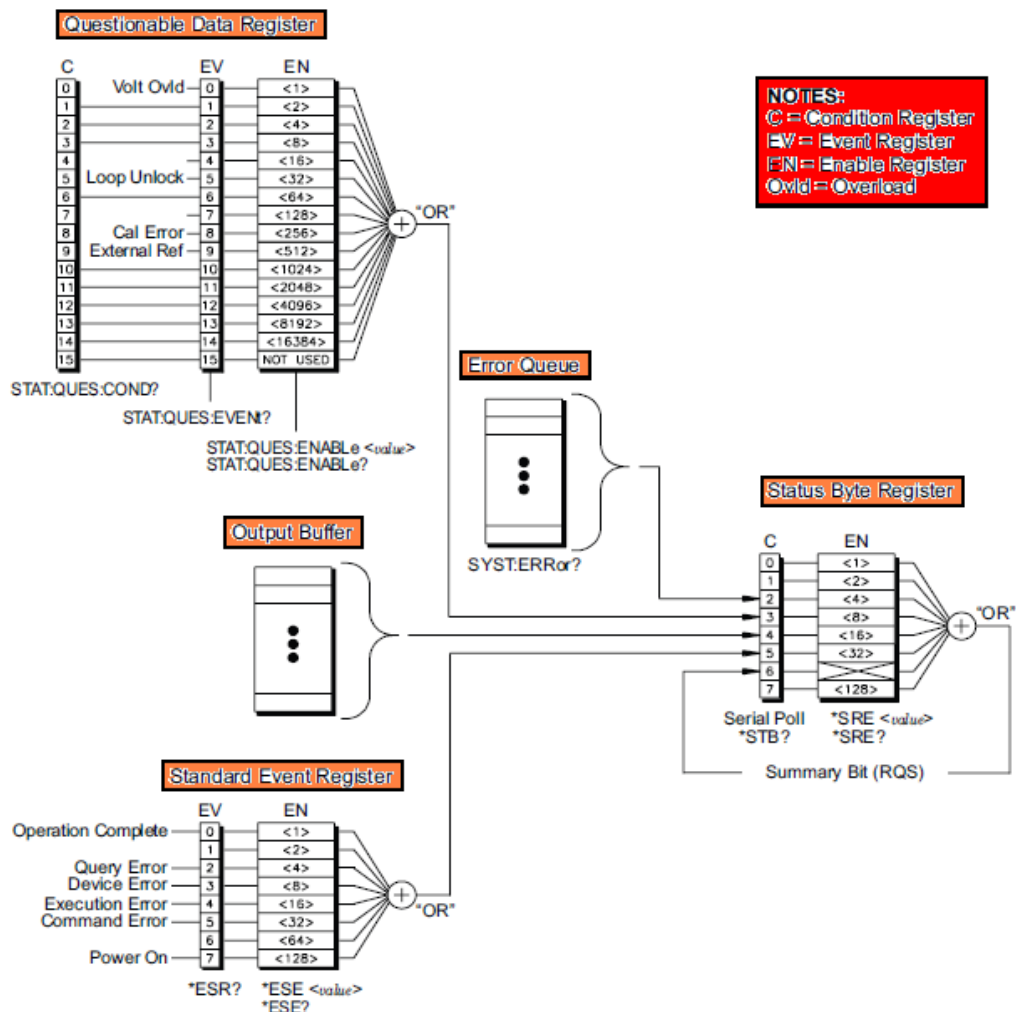 Questionable Data Register
C EV EN
0 Volt Ovld 0 <1>
1 1 <2>
2 2 <4>
3 3 <8>
4 4 <16>
5 Loop Unlock 5 <32>
6 6 <64>
7 7 <128>
8 Cal Error 8 <256>
9 External Ref 9 <512>
10 10 <1024>
11 11 <2048>
12 12 <4096>
13 13 <8192>
14 14 <16384>
15 15 NOT USED
"OR"
STAT:QUES:COND?
STAT:QUES:EVENt?
STAT:QUES:ENABLe <value>
STAT:QUES:ENABLe?
NOTES:
C = Condition Register
EV = Event Register
EN = Enable Register
Ovld = Overload
Error Queue
SYST:ERRor?
Output Buffer
Status Byte Register
C EN
0 <1>
1 <2>
2 <4>
3 <8>
4 <16>
5 <32>
6
7 <128>
"OR"
Serial Poll
*STB?
*SRE <value>
*SRE?
Summary Bit (RQS)
Standard Event Register
EV EN
Operation Complete 0 <1>
1 <2>
Query Error 2 <4>
Device Error 3 <8>
Execution Error 4 <16>
Command Error 5 <32>
6 <64>
Power On 7 <128>
"OR"
*ESR?
*ESE <value>
*ESE?